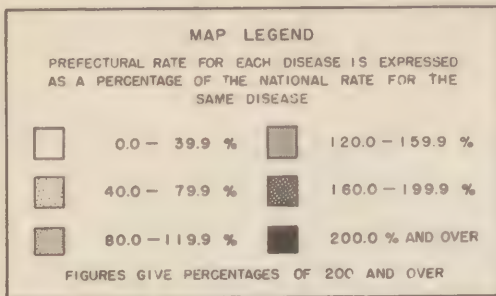 MAP LEGEND
PREFECTURAL RATE FOR EACH DISEASE IS EXPRESSED
AS A PERCENTAGE OF THE NATIONAL RATE FOR THE
SAME DISEASE
0.0 – 39.9 %
120.0 – 159.9 %
40.0 – 79.9 %
160.0 – 199.9 %
80.0 – 119.9 %
200.0 % AND OVER
FIGURES GIVE PERCENTAGES OF 200 AND OVER